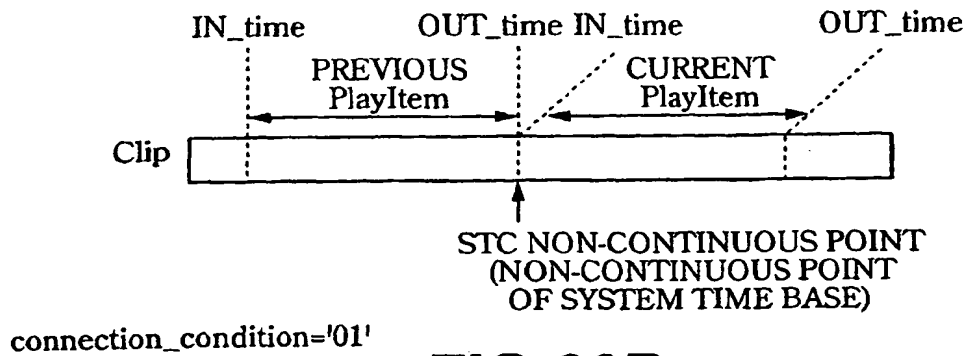 IN_time OUT_time IN_time OUT_time
PREVIOUS CURRENT
PlayItem PlayItem
Clip
STC NON-CONTINUOUS POINT
(NON-CONTINUOUS POINT
OF SYSTEM TIME BASE)
connection_condition='01'